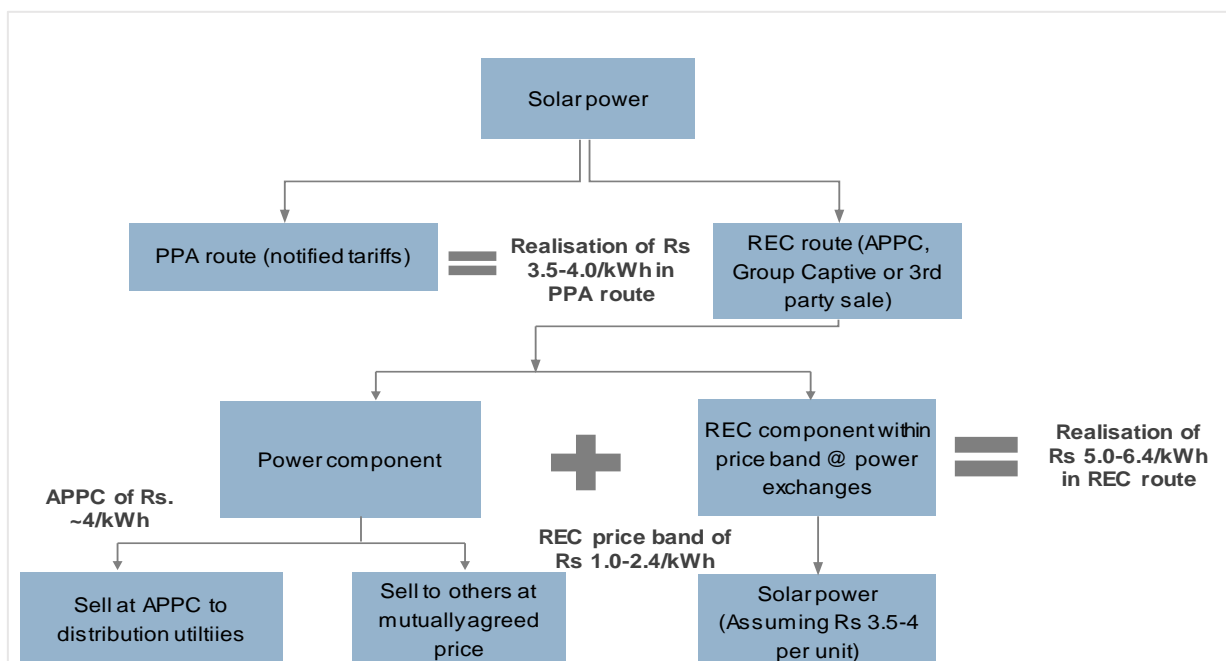 Solar power
PPA route (notified tariffs)
Realisation of Rs
3.5-4.0/kWh in
PPA route
REC route (APPC,
Group Captive or 3rd
party sale)
Power component
REC component within
price band @ power
exchanges
Realisation of
Rs 5.0-6.4/kWh
in REC route
APPC of Rs.
~4/kWh
REC price band of
Rs 1.0-2.4/kWh
Sell at APPC to
distribution utiltiies
Sell to others at
mutually agreed
price
Solar power
(Assuming Rs 3.5-4
per unit)